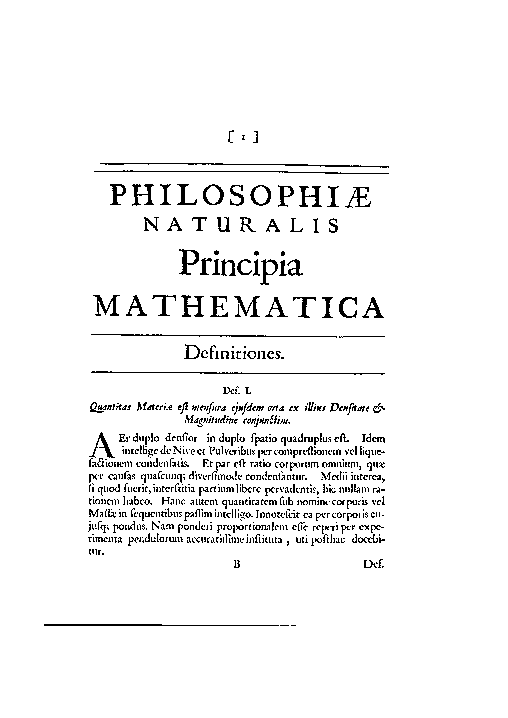 [ 1 ]
PHILOSOPHIÆ
NATURALIS
Principia
MATHEMATICA
Definitiones.
Def. I.
Quantitas Materiæ eſt menſura ejuſdem orta ex illius Denſitate &
Magnitudine conjunctim.
AEr duplo denſior in duplo ſpatio quadruplus eſt. Idem
intellige de Nive et Pulveribus per compreſſionem vel lique-
factionem condenſatis. Et par eſt ratio corporum omnium, quæ
per cauſas quaſcunq; diverſimode condenſantur. Medii interea,
ſi quod fuerit, interſtitia partium libere pervadentis, hic nullam ra-
tionem habeo. Hanc autem quantitatem ſub nomine corporis vel
Maſſæ in ſequentibus paſſim intelligo. Innoteſcit ea per corporis cu-
juſq; pondus. Nam ponderi proportionalem eſſe reperi per expe-
rimenta pendulorum accuratiſſime inſtituta, uti poſthac docebi-
tur.
B Def.